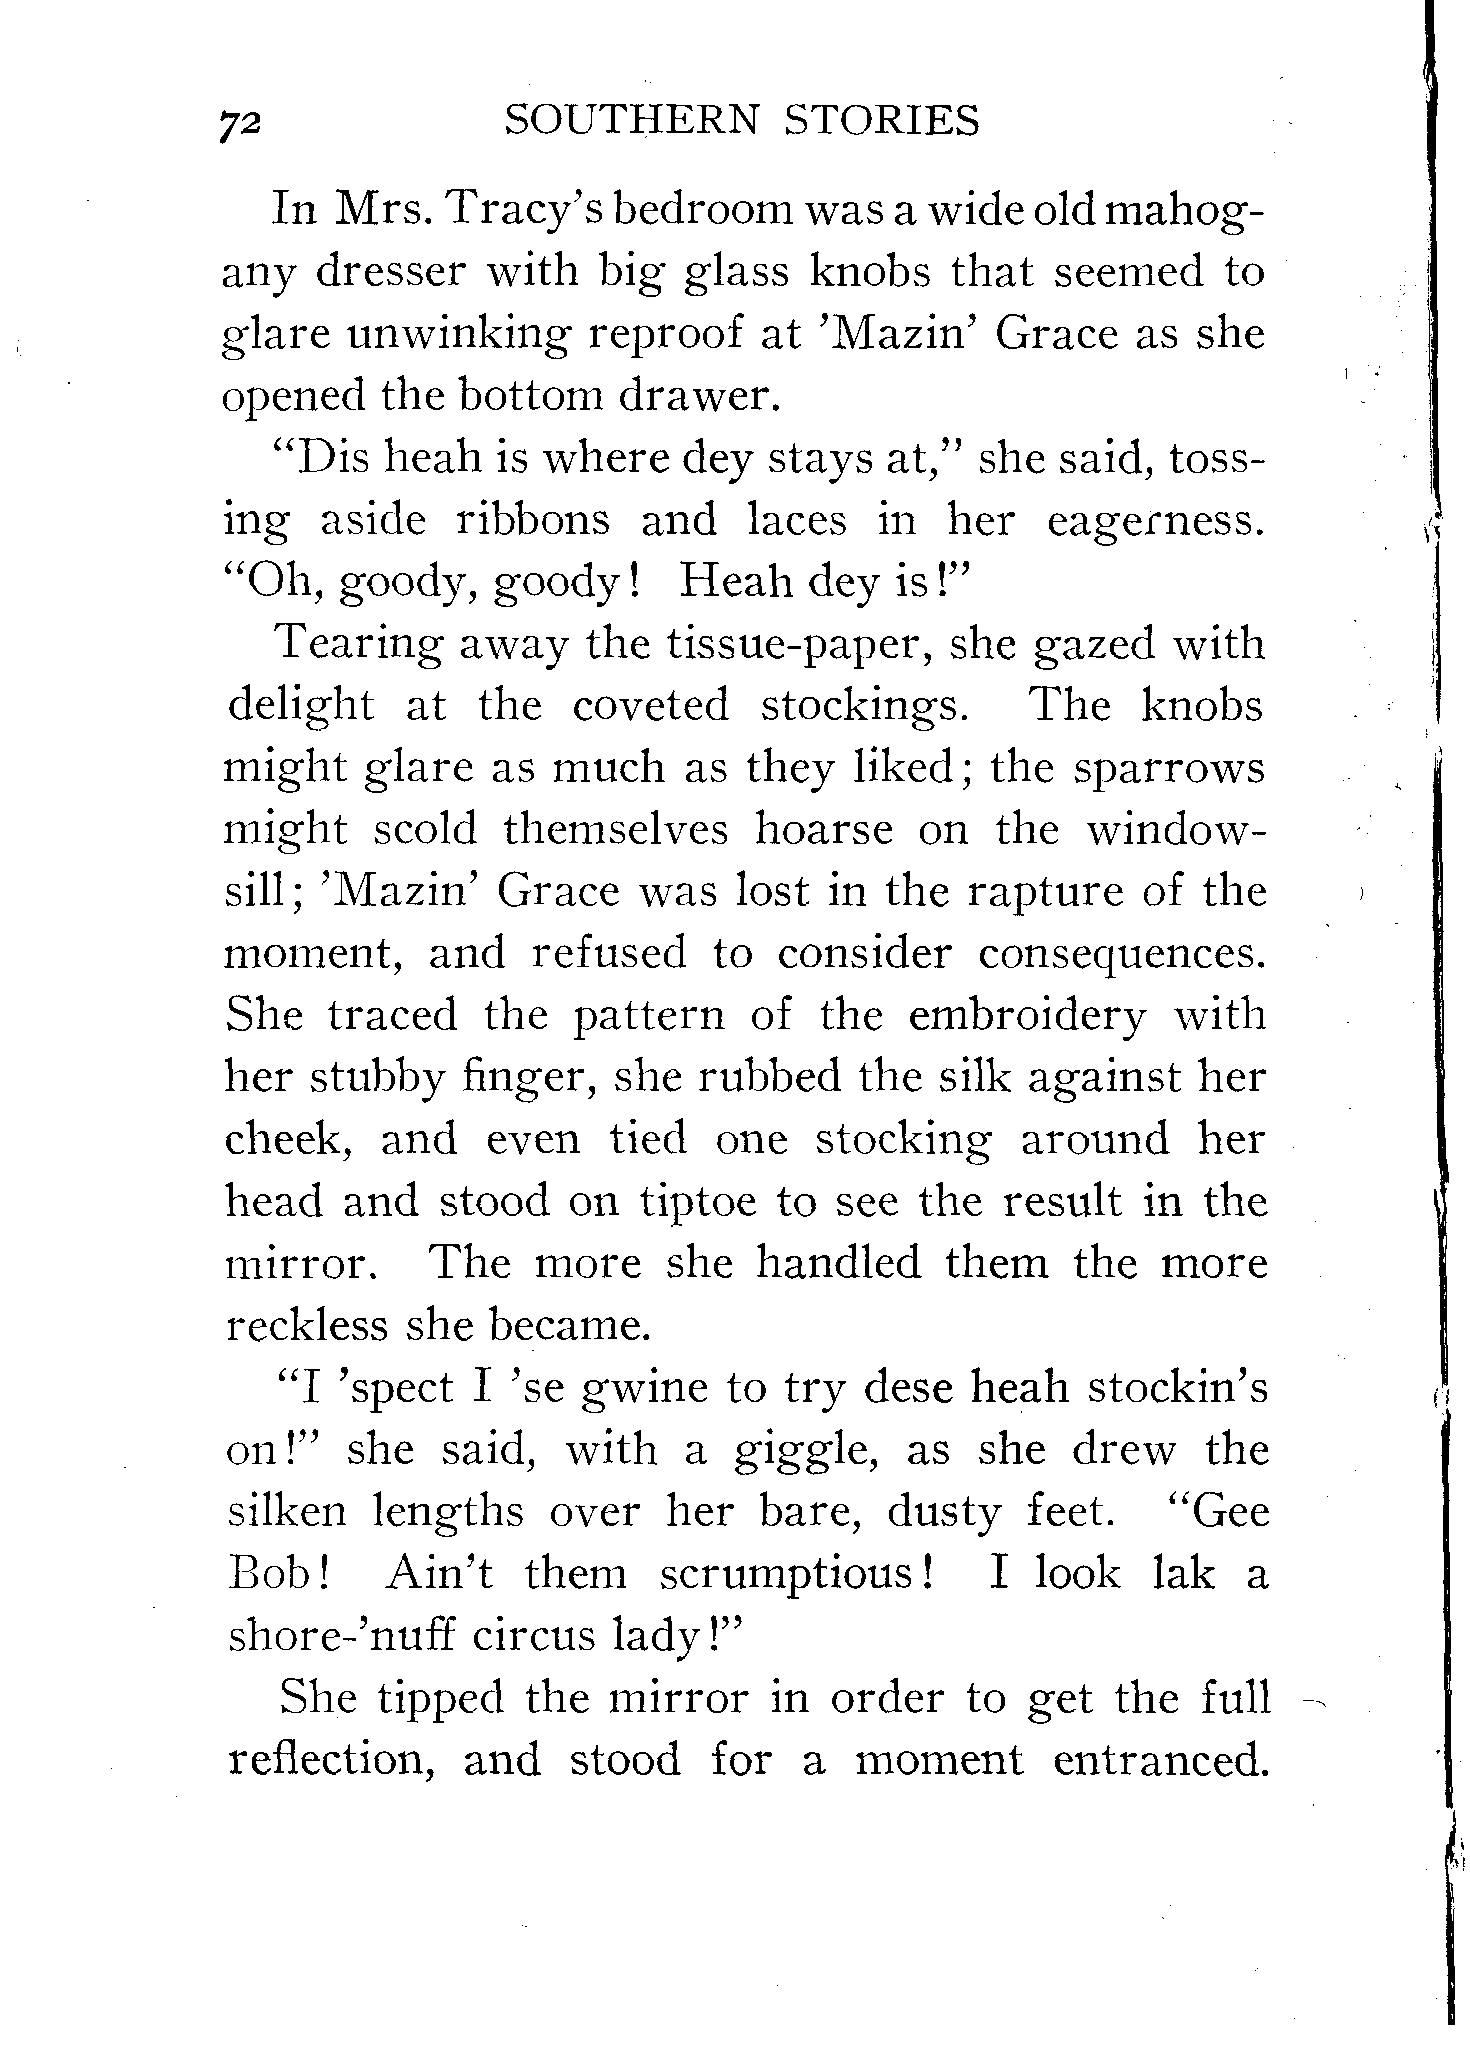 72 SOUTHERN STORIES
In Mrs. Tracy's bedroom was a wide old mahog-
any dresser with big glass knobs that seemed to
glare unwinking reproof at 'Mazin' Grace as she
opened the bottom drawer.
"Dis heah is where dey stays at," she said, toss-
ing aside ribbons and laces in her eagerness.
"Oh, goody, goody! Heah dey is!"
Tearing away the tissue-paper, she gazed with
delight at the coveted stockings. The knobs
might glare as much as they liked; the sparrows
might scold themselves hoarse on the window-
sill; 'Mazin' Grace was lost in the rapture of the
moment, and refused to consider consequences.
She traced the pattern of the embroidery with
her stubby finger, she rubbed the silk against her
cheek, and even tied one stocking around her
head and stood on tiptoe to see the result in the
mirror. The more she handled them the more
reckless she became.
"I 'spect I 'se gwine to try dese heah stockin's
on!" she said, with a giggle, as she drew the
silken lengths over her bare, dusty feet. "Gee
Bob! Ain't them scrumptious! I look lak a
shore-'nuff circus lady!"
She tipped the mirror in order to get the full
reflection, and stood for a moment entranced.